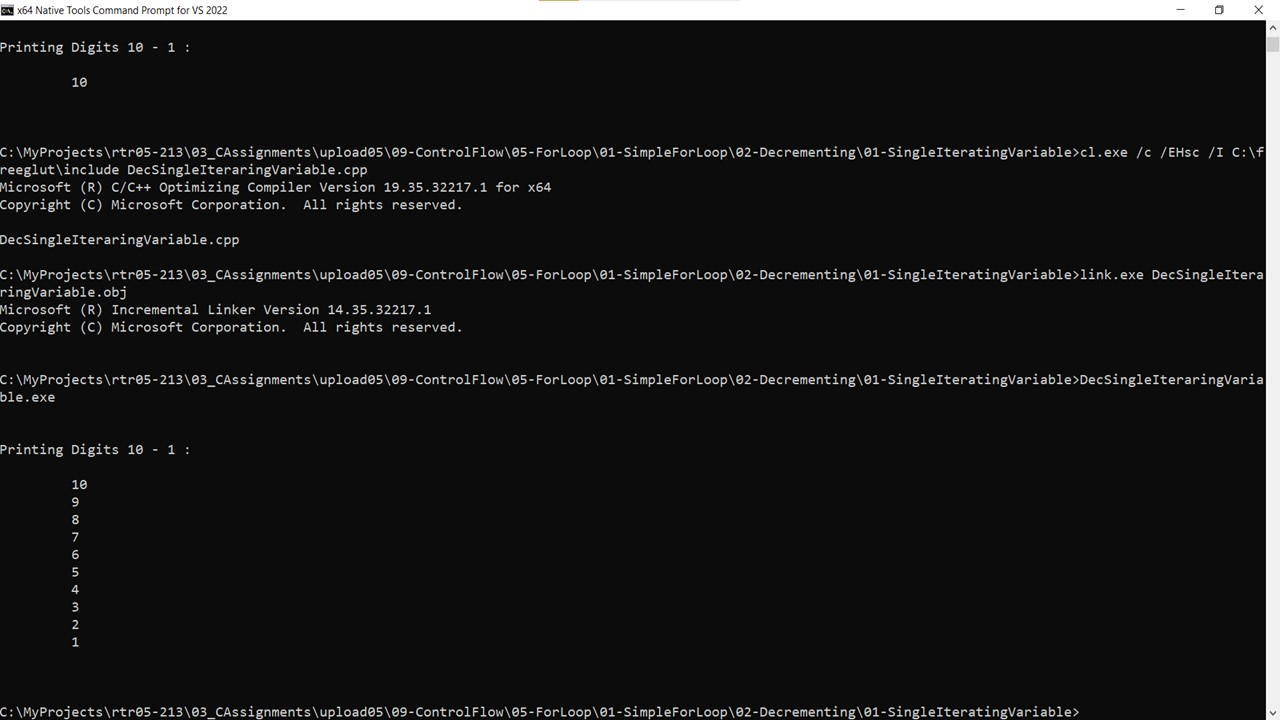 x64 Native Tools Command Prompt for VS 2022
Printing Digits 10 - 1 :
10
C:\MyProjects\rtr05-213\03_CAssignments\upload05\09-ControlFlow\05-ForLoop\01-SimpleForLoop\02-Decrementing\01-SingleIteratingVariable>cl.exe /c /EHsc /I C:\f
reeglut\include DecSingleIteraringVariable.cpp
Microsoft (R) C/C++ Optimizing Compiler Version 19.35.32217.1 for x64
Copyright (C) Microsoft Corporation.  All rights reserved.
DecSingleIteraringVariable.cpp
C:\MyProjects\rtr05-213\03_CAssignments\upload05\09-ControlFlow\05-ForLoop\01-SimpleForLoop\02-Decrementing\01-SingleIteratingVariable>link.exe DecSingleItera
ringVariable.obj
Microsoft (R) Incremental Linker Version 14.35.32217.1
Copyright (C) Microsoft Corporation.  All rights reserved.
C:\MyProjects\rtr05-213\03_CAssignments\upload05\09-ControlFlow\05-ForLoop\01-SimpleForLoop\02-Decrementing\01-SingleIteratingVariable>DecSingleIteraringVaria
ble.exe
Printing Digits 10 - 1 :
10
9
8
7
6
5
4
3
2
1
C:\MyProjects\rtr05-213\03_CAssignments\upload05\09-ControlFlow\05-ForLoop\01-SimpleForLoop\02-Decrementing\01-SingleIteratingVariable>